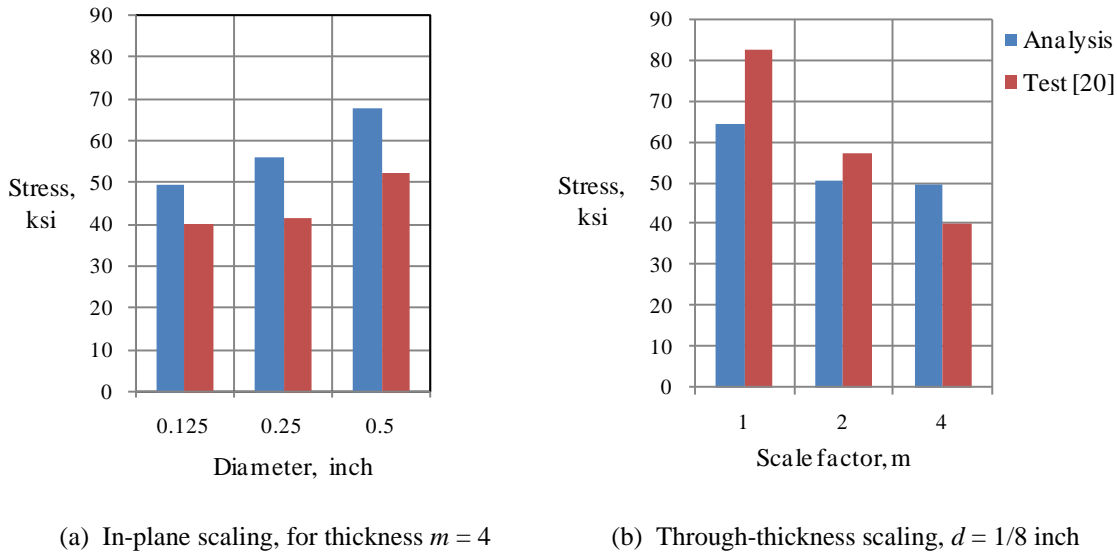 90
80
70
60
50
40
30
20
10
0
Stress,
ksi
0.125 0.25 0.5
Diameter, inch
(a) In-plane scaling, for thickness m = 4
90
80
70
60
50
40
30
20
10
0
Stress,
ksi
1 2 4
Scale factor, m
Analysis
Test [20]
(b) Through-thickness scaling, d = 1/8 inch